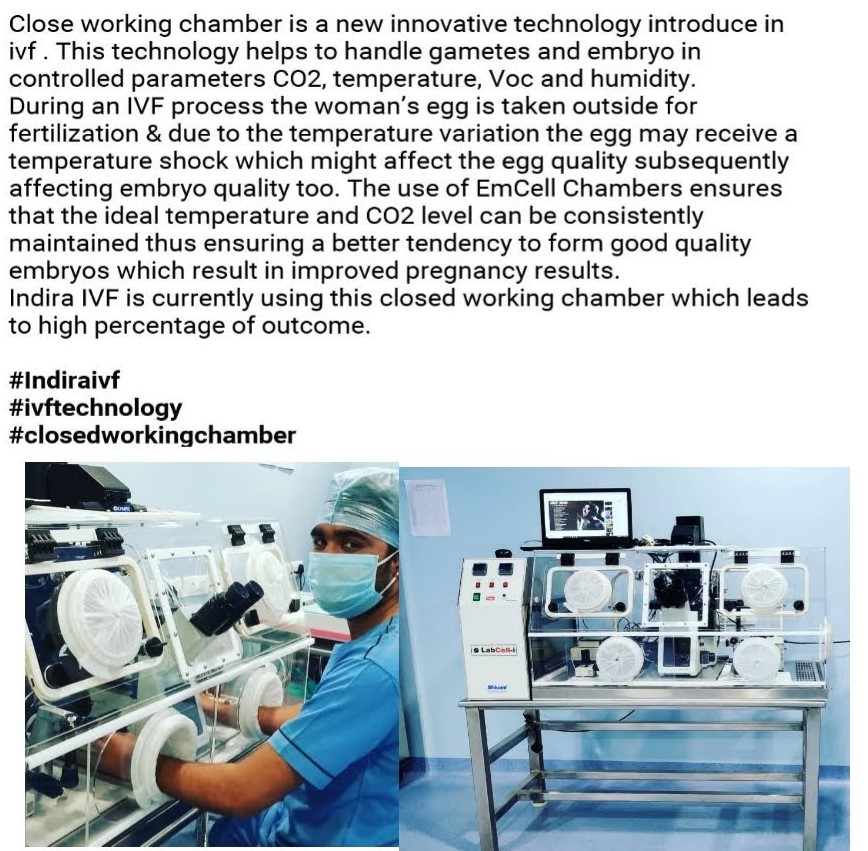 Close working chamber is a new innovative technology introduce in
ivf . This technology helps to handle gametes and embryo in
controlled parameters CO2, temperature, Voc and humidity.
During an IVF process the woman’s egg is taken outside for
fertilization & due to the temperature variation the egg may receive a
temperature shock which might affect the egg quality subsequently
affecting embryo quality too. The use of EmCell Chambers ensures
that the ideal temperature and CO2 level can be consistently
maintained thus ensuring a better tendency to form good quality
embryos which result in improved pregnancy results.
Indira IVF is currently using this closed working chamber which leads
to high percentage of outcome.
#Indiraivf
#ivftechnology
#closedworkingchamber
OLYMPUS
LabCell-i
Shivani